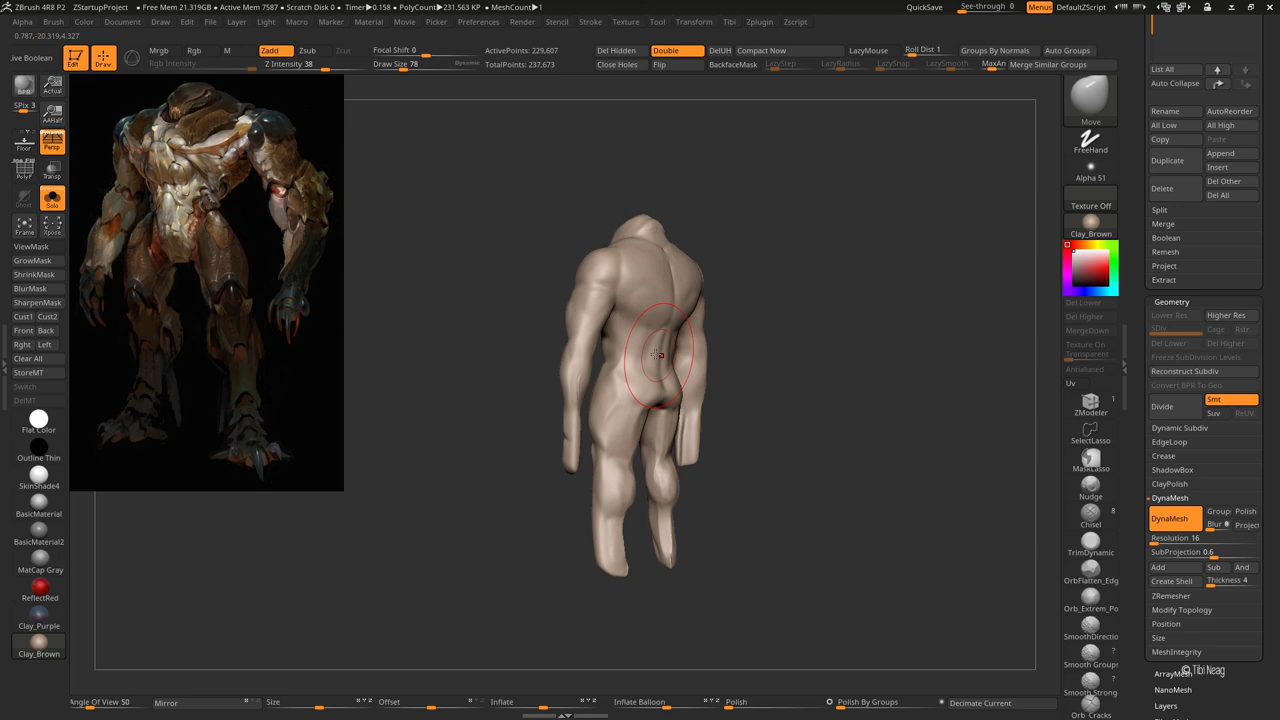 ZBrush 4R8 P2  ZStartupProject  • Free Mem 21.319GB • Active Mem 7587 • Scratch Disk 0 • Timer▶0.158 • PolyCount▶231.563 KP • MeshCount▶1
QuickSave
See-through 0
Menus
DefaultZScript
Alpha Brush Color Document Draw Edit File Layer Light Macro Marker Material Movie Picker Preferences Render Stencil Stroke Texture Tool Transform Tibi Zplugin Zscript
0.787,-20.319,4.327
ive Boolean
Edit
Draw
Mrgb Rgb M
Rgb Intensity
Zadd Zsub Zcut
Z Intensity 38
Focal Shift 0
Draw Size 78
Dynamic
ActivePoints: 229,607
TotalPoints: 237,673
Del Hidden Double DelUH Compact Now
Close Holes Flip BackfaceMask
LazyMouse Roll Dist 1
LazyStep LazyRadius LazySnap LazySmooth MaxAn
Groups By Normals Auto Groups
Merge Similar Groups
BPR
Actual
SPix 3
AAHalf
Floor
Persp
PolyF
Transp
Ghost
Solo
Frame
Xpose
ViewMask
GrowMask
ShrinkMask
BlurMask
SharpenMask
Cust1 Cust2
Front Back
Rght Left
Clear All
StoreMT
Switch
DelMT
Flat Color
Outline Thin
SkinShade4
BasicMaterial
BasicMaterial2
MatCap Gray
ReflectRed
Clay_Purple
Clay_Brown
Move
FreeHand
Alpha 51
Texture Off
Clay_Brown
Del Lower
Del Higher
MergeDown
Texture On
Transparent
Antialiased
Uv
1
ZModeler
SelectLasso
MaskLasso
Nudge
8
Chisel
TrimDynamic
OrbFlatten_Edg
Orb_Extrem_Po
SmoothDirectio
?
Smooth Groups
?
Smooth Strong
Orb_Cracks
List All
Auto Collapse
Rename AutoReorder
All Low All High
Copy Paste
Duplicate
Append
Insert
Delete
Del Other
Del All
Split
Merge
Boolean
Remesh
Project
Extract
Geometry
Lower Res Higher Res
SDiv Cage Rstr
Del Lower Del Higher
Freeze SubDivision Levels
Reconstruct Subdiv
Convert BPR To Geo
Divide
Smt
Suv ReUV
Dynamic Subdiv
EdgeLoop
Crease
ShadowBox
ClayPolish
DynaMesh
DynaMesh
Group: Polish
Blur Project
Resolution 16
SubProjection 0.6
Add Sub And
Create Shell Thickness 4
ZRemesher
Modify Topology
Position
Size
MeshIntegrity
ArrayMesh
© Tibi Neag
NanoMesh
Layers
Angle Of View 50
Mirror
Size
Offset
Inflate
Inflate Balloon
Polish
Polish By Groups
Decimate Current